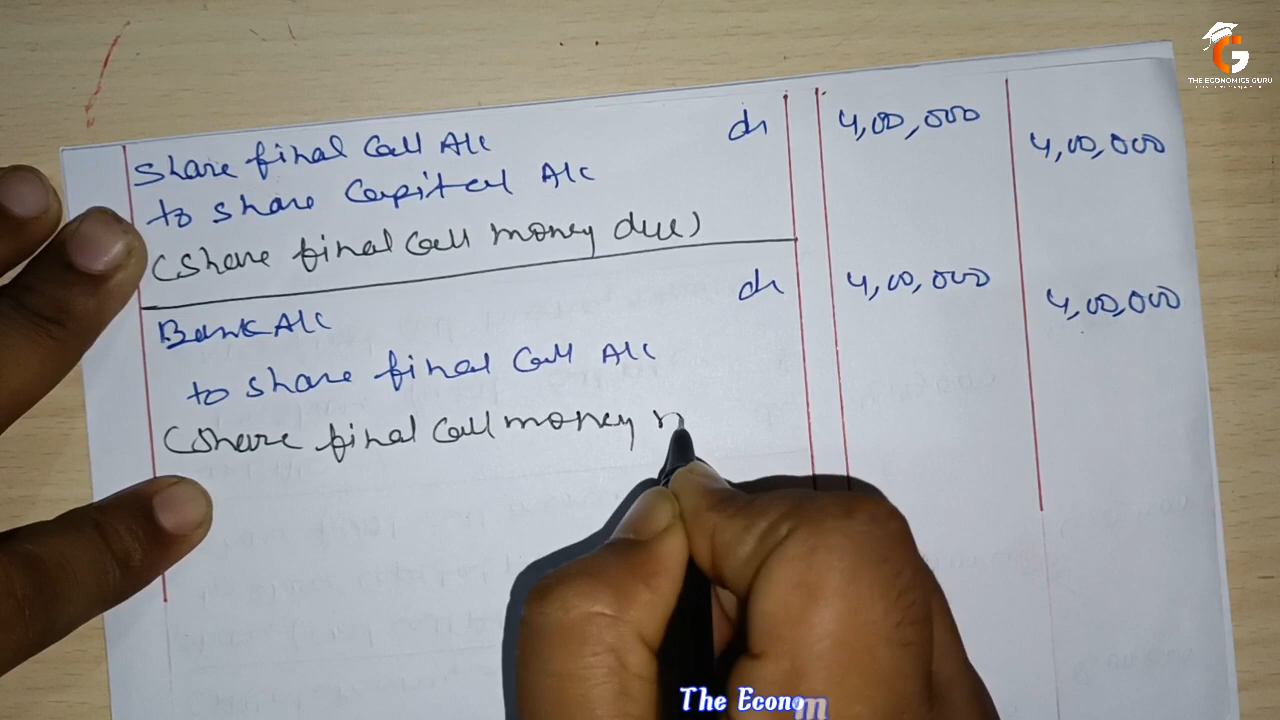 Share final Call A/c dr 4,00,000
to share Capital A/c 4,00,000
(Share final Call money due)
Bank A/c dr 4,00,000
to share final Call A/c 4,00,000
(Share final Call money r
THE ECONOMICS GURU
The Econom